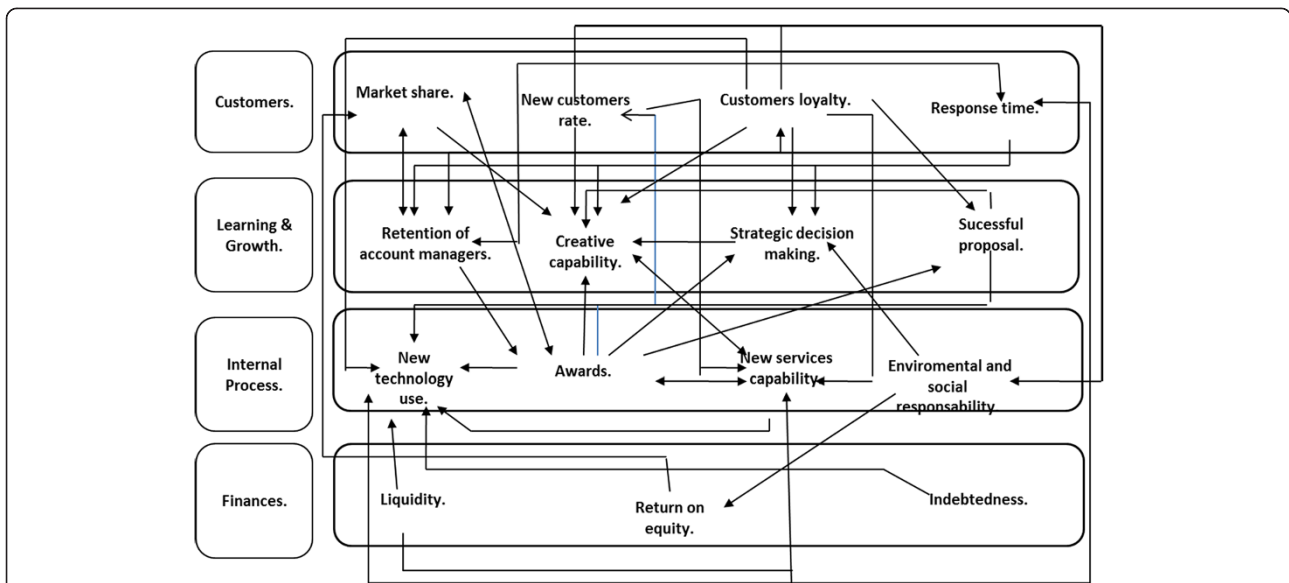 Customers.
Market share.
New customers
rate.
Customers loyalty.
Response time.
Learning &
Growth.
Retention of
account managers.
Creative
capability.
Strategic decision
making.
Sucessful
proposal.
Internal
Process.
New
technology
use.
Awards.
New services
capability
Enviromental and
social
responsability.
Finances.
Liquidity.
Return on
equity.
Indebtedness.